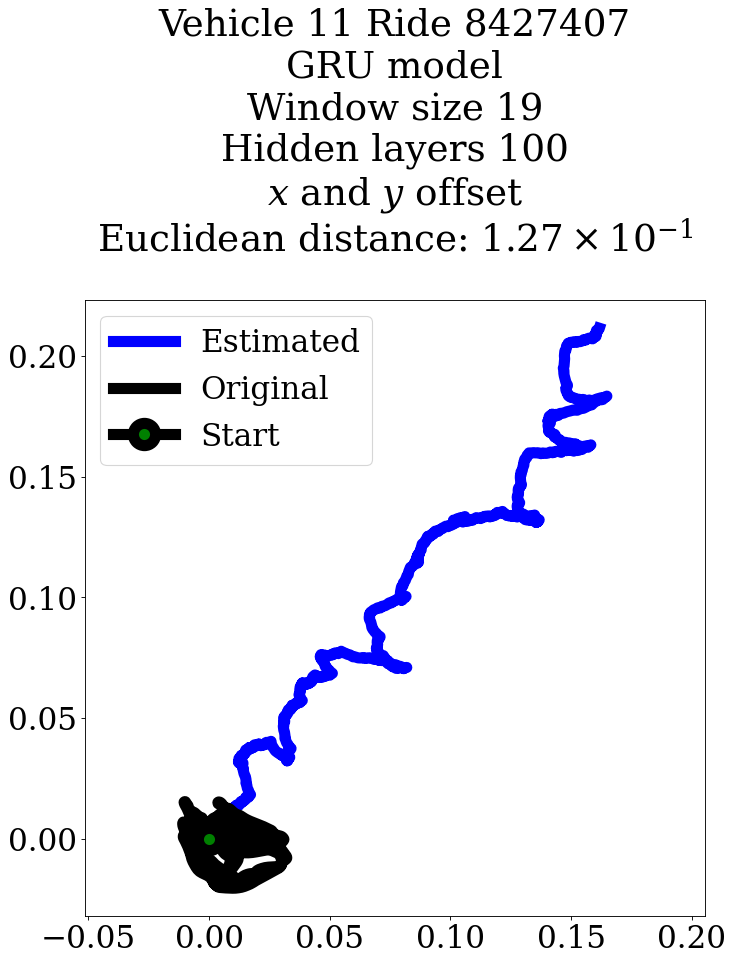 Vehicle 11 Ride 8427407
GRU model
Window size 19
Hidden layers 100
x and y offset
Euclidean distance: 1.27 × 10⁻¹
Estimated
Original
Start
0.20
0.15
0.10
0.05
0.00
−0.05 0.00 0.05 0.10 0.15 0.20